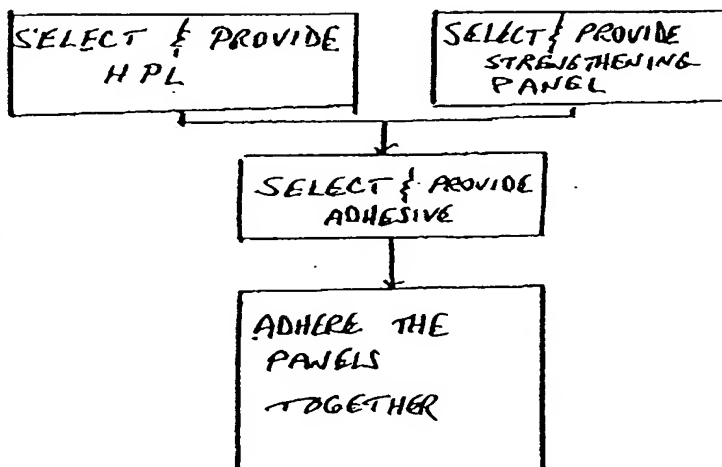 SELECT & PROVIDE
HPL
SELECT & PROVIDE
STRENGTHENING
PANEL
SELECT & PROVIDE
ADHESIVE
ADHERE THE
PANELS
TOGETHER